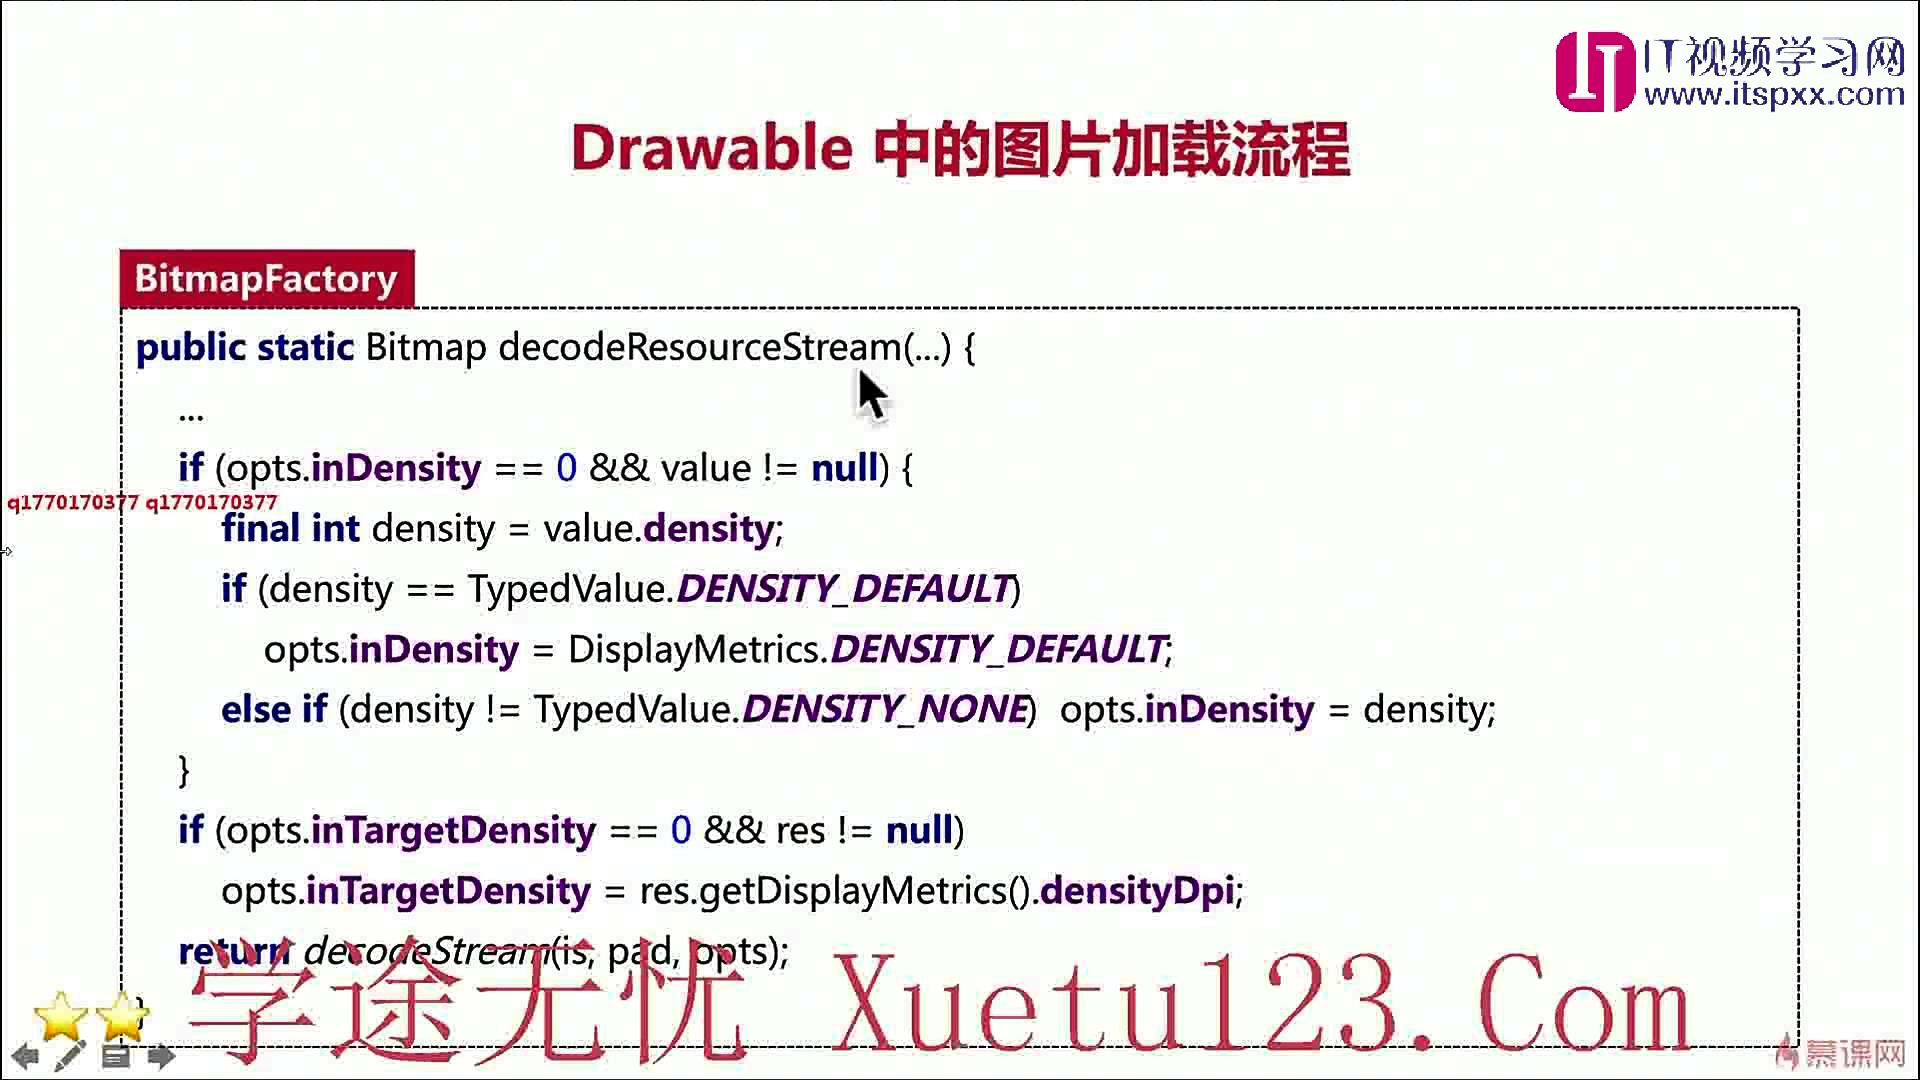 IT视频学习网
www.itspxx.com
Drawable 中的图片加载流程
BitmapFactory
public static Bitmap decodeResourceStream(...) {
...
if (opts.inDensity == 0 && value != null) {
q1770170377 q1770170377
final int density = value.density;
if (density == TypedValue.DENSITY_DEFAULT)
opts.inDensity = DisplayMetrics.DENSITY_DEFAULT;
else if (density != TypedValue.DENSITY_NONE) opts.inDensity = density;
}
if (opts.inTargetDensity == 0 && res != null)
opts.inTargetDensity = res.getDisplayMetrics().densityDpi;
return decodeStream(is, pad, opts);
}
学途无忧 Xuetu123.Com
慕课网